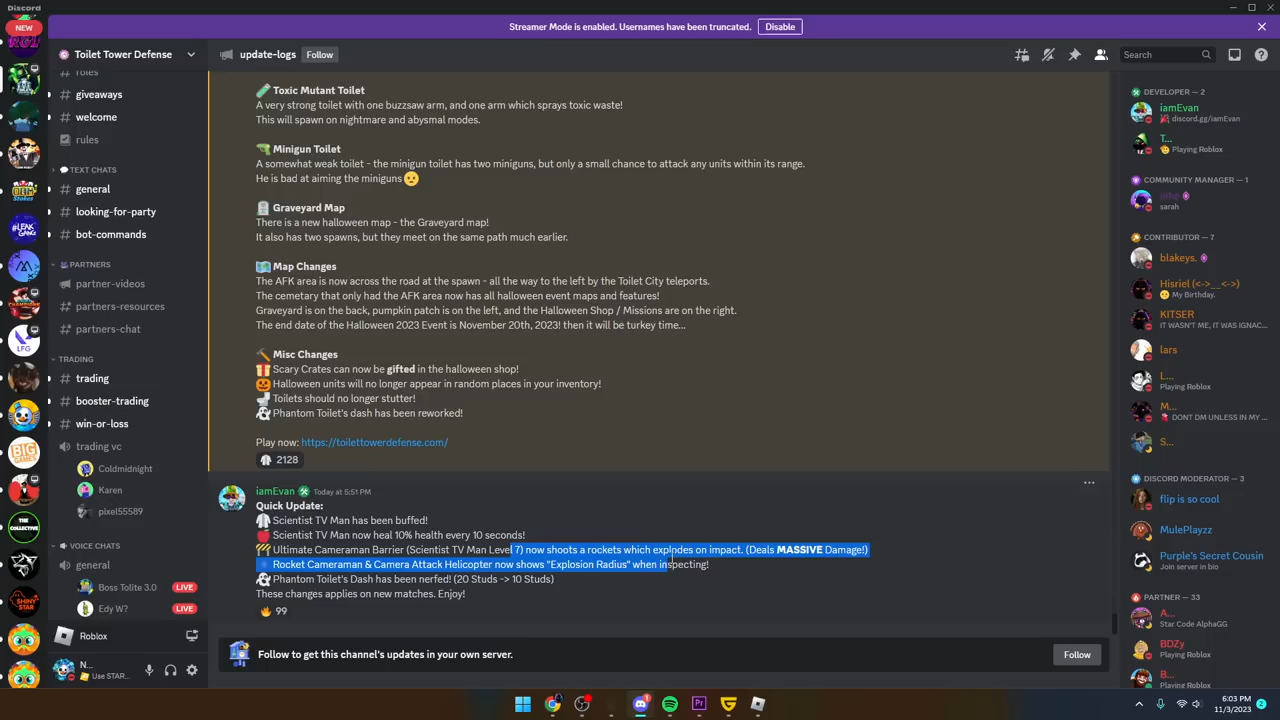 Discord
NEW
Streamer Mode is enabled. Usernames have been truncated.
Disable
Toilet Tower Defense
update-logs
Follow
Search
roles
giveaways
welcome
rules
TEXT CHATS
general
looking-for-party
bot-commands
PARTNERS
partner-videos
partners-resources
partners-chat
TRADING
trading
booster-trading
win-or-loss
trading vc
Coldmidnight
Karen
pixel55589
VOICE CHATS
general
Boss Tolite 3.0 LIVE
Edy W? LIVE
Roblox
N...
Use STAR...
Toxic Mutant Toilet
A very strong toilet with one buzzsaw arm, and one arm which sprays toxic waste!
This will spawn on nightmare and abysmal modes.
Minigun Toilet
A somewhat weak toilet - the minigun toilet has two miniguns, but only a small chance to attack any units within its range.
He is bad at aiming the miniguns
Graveyard Map
There is a new halloween map - the Graveyard map!
It also has two spawns, but they meet on the same path much earlier.
Map Changes
The AFK area is now across the road at the spawn - all the way to the left by the Toilet City teleports.
The cemetary that only had the AFK area now has all halloween event maps and features!
Graveyard is on the back, pumpkin patch is on the left, and the Halloween Shop / Missions are on the right.
The end date of the Halloween 2023 Event is November 20th, 2023! then it will be turkey time...
Misc Changes
Scary Crates can now be gifted in the halloween shop!
Halloween units will no longer appear in random places in your inventory!
Toilets should no longer stutter!
Phantom Toilet's dash has been reworked!
Play now: https://toilettowerdefense.com/
2128
iamEvan Today at 5:51 PM
Quick Update:
Scientist TV Man has been buffed!
Scientist TV Man now heal 10% health every 10 seconds!
Ultimate Cameraman Barrier (Scientist TV Man Level 7) now shoots a rockets which explodes on impact. (Deals MASSIVE Damage!)
Rocket Cameraman & Camera Attack Helicopter now shows "Explosion Radius" when inspecting!
Phantom Toilet's Dash has been nerfed! (20 Studs -> 10 Studs)
These changes applies on new matches. Enjoy!
99
Follow to get this channel's updates in your own server.
Follow
DEVELOPER — 2
iamEvan
discord.gg/iamEvan
T...
Playing Roblox
COMMUNITY MANAGER — 1
sarah
CONTRIBUTOR — 7
blakeys.
Hisriel (<->__<->)
My Birthday.
KITSER
IT WASN'T ME, IT WAS IGNAC...
lars
L...
Playing Roblox
M...
DONT DM UNLESS IN MY ...
S...
DISCORD MODERATOR — 3
flip is so cool
MulePlayzz
Purple's Secret Cousin
Join server in bio
PARTNER — 33
A...
Star Code AlphaGG
BDZy
Playing Roblox
B...
Playing Roblox
6:03 PM
11/3/2023